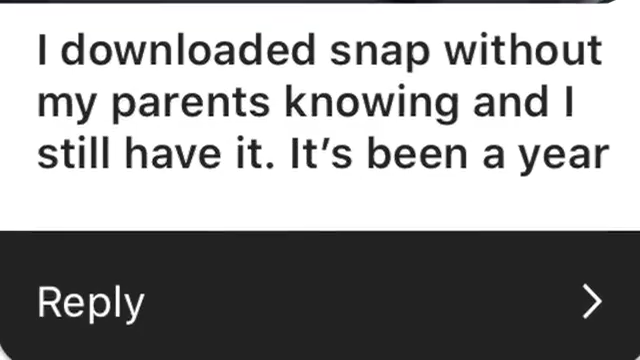 I downloaded snap without
my parents knowing and I
still have it. It’s been a year
Reply